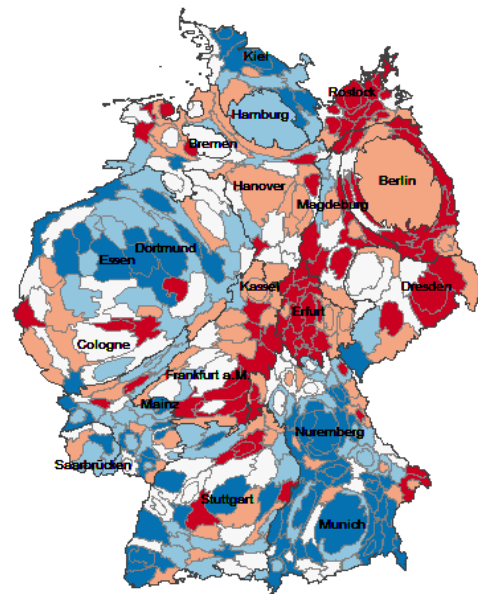 Kiel
Rostock
Hamburg
Bremen
Berlin
Hanover
Magdeburg
Dortmund
Essen
Kassel
Dresden
Erfurt
Cologne
Frankfurt a.M.
Mainz
Nuremberg
Saarbrücken
Stuttgart
Munich